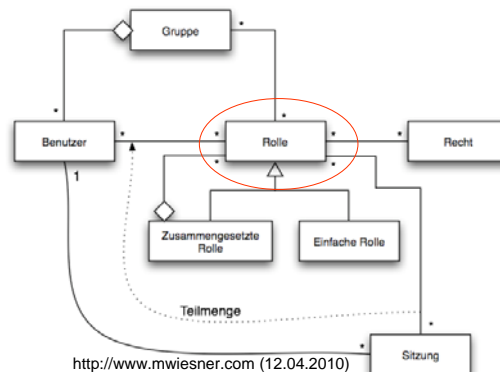 Gruppe
*
*
*
*
Benutzer
*
*
Rolle
*
*
Recht
1
*
*
Zusammengesetzte
Rolle
Einfache Rolle
Teilmenge
*
*
Sitzung
http://www.mwiesner.com (12.04.2010)